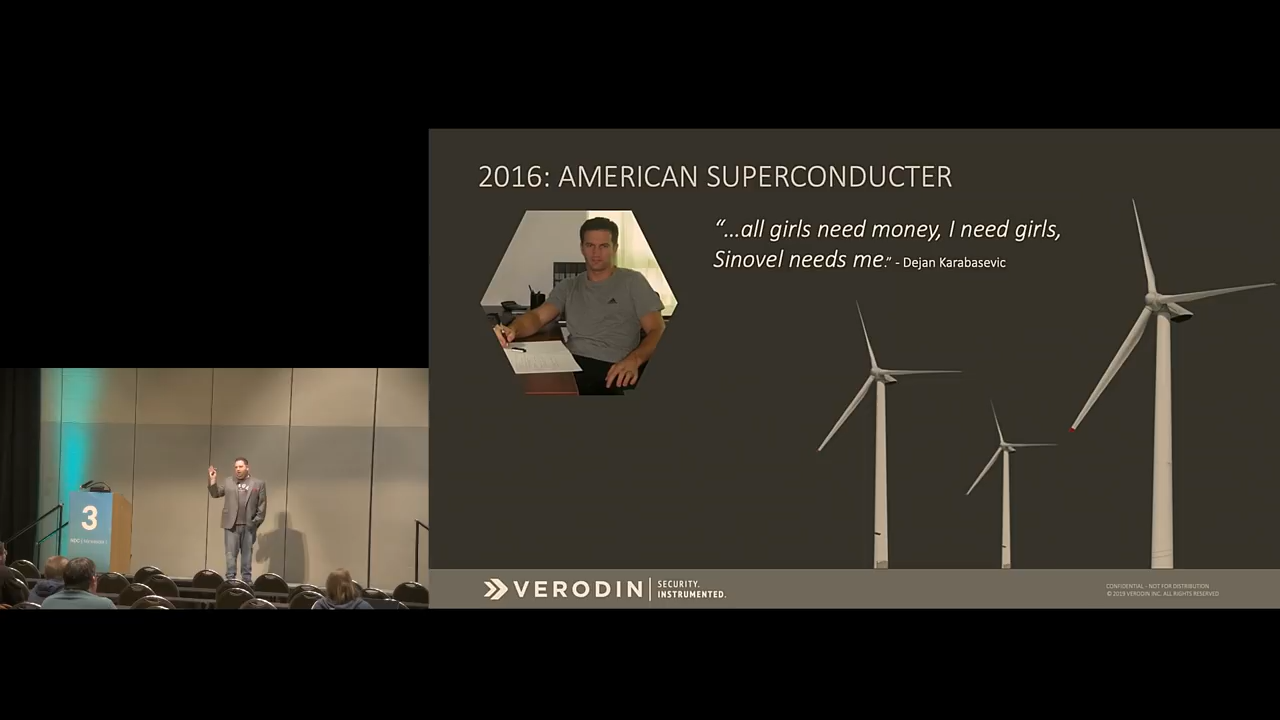 2016: AMERICAN SUPERCONDUCTER
“...all girls need money, I need girls,
Sinovel needs me.” - Dejan Karabasevic
3
VERODIN
SECURITY.
INSTRUMENTED.
CONFIDENTIAL - NOT FOR DISTRIBUTION
© 2019 VERODIN INC. ALL RIGHTS RESERVED